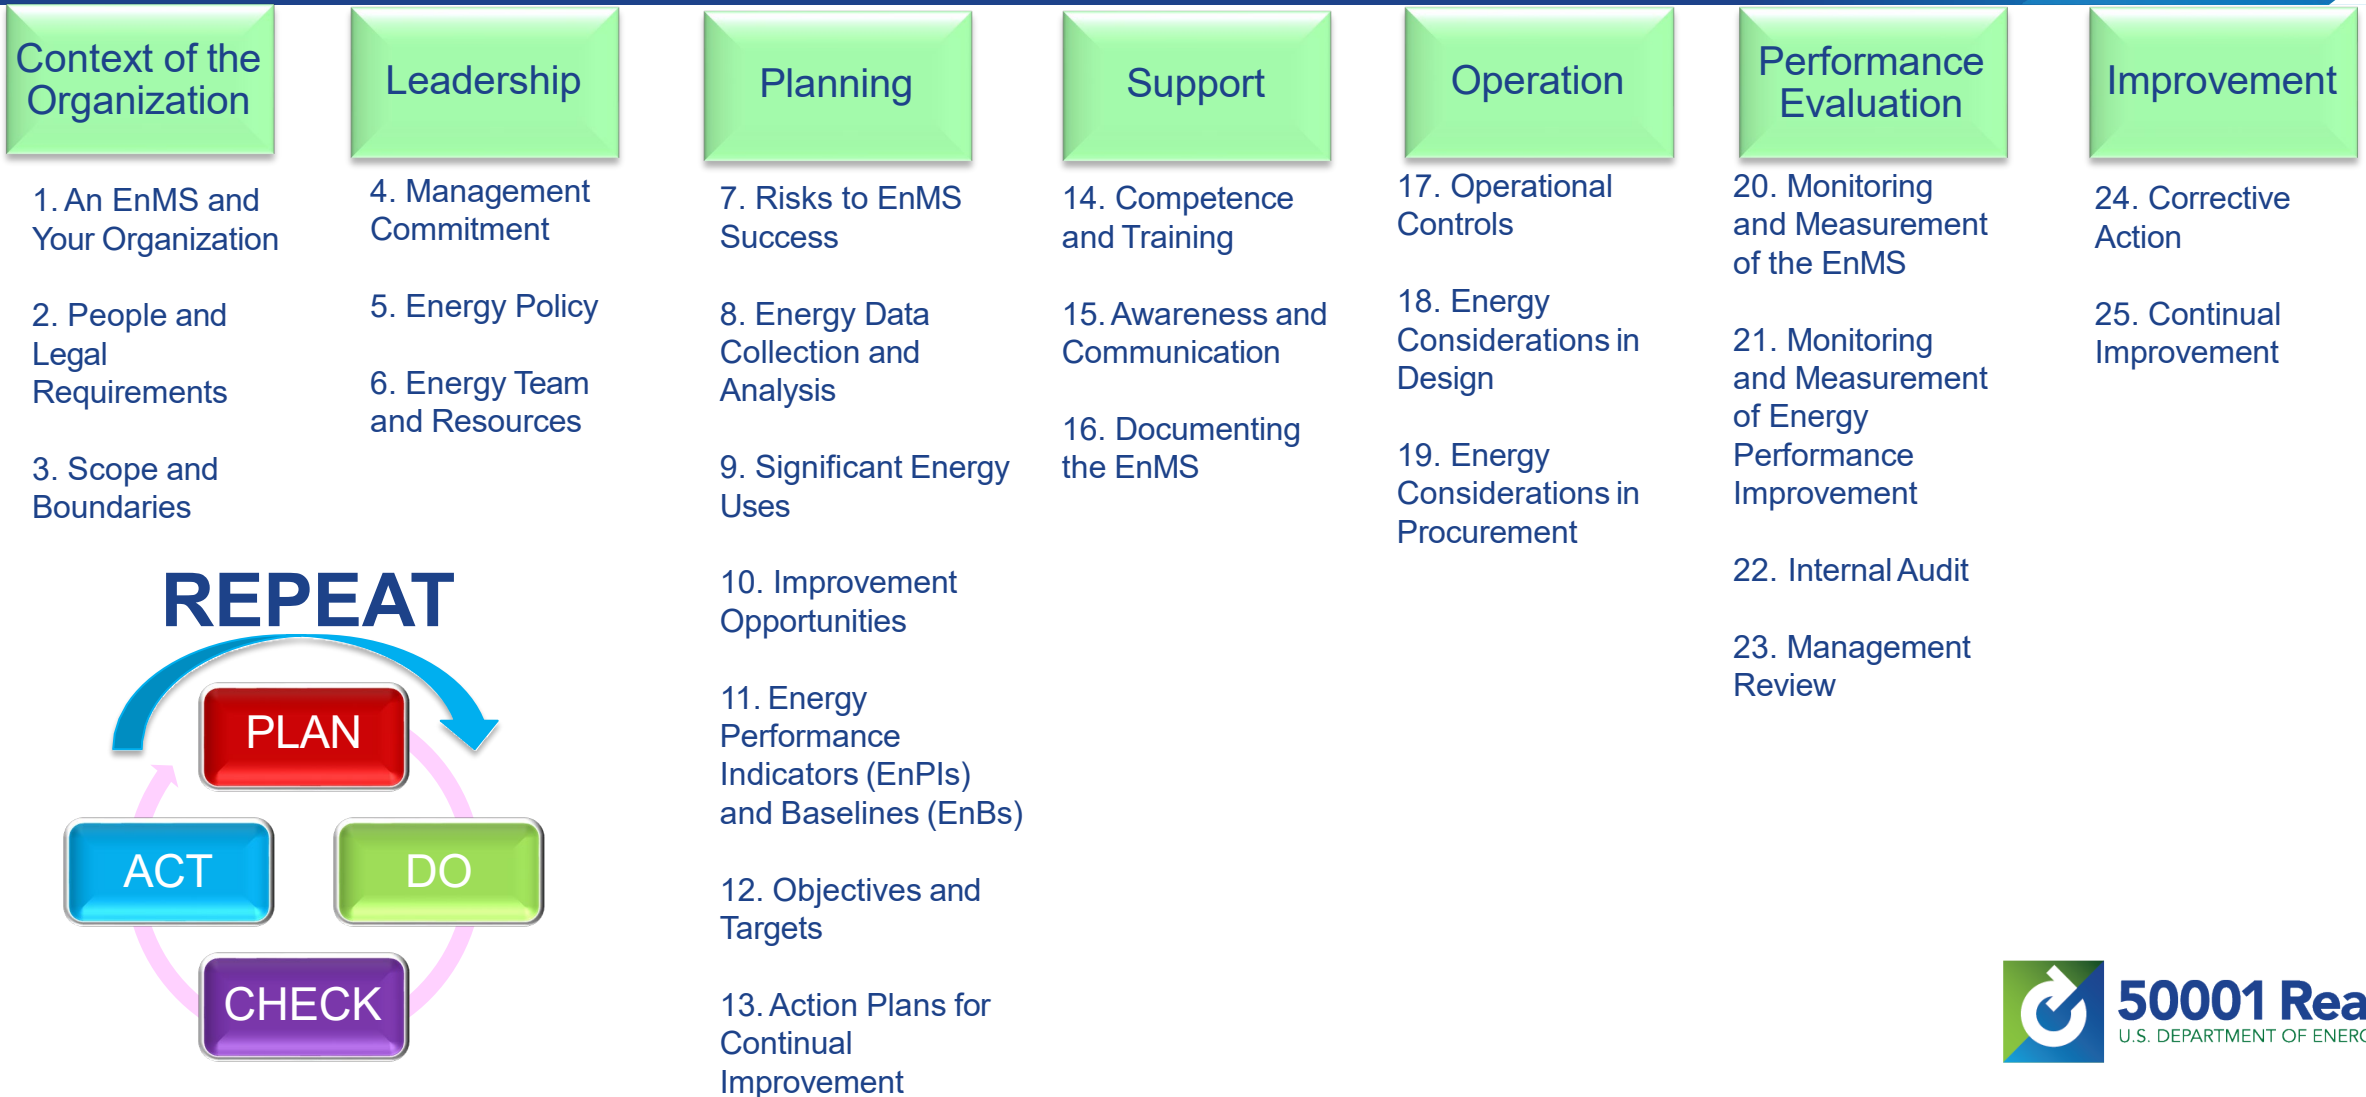 Context of the
Organization
Leadership
Planning
Support
Operation
Performance
Evaluation
Improvement
1. An EnMS and
Your Organization
2. People and
Legal
Requirements
3. Scope and
Boundaries
4. Management
Commitment
5. Energy Policy
6. Energy Team
and Resources
7. Risks to EnMS
Success
8. Energy Data
Collection and
Analysis
9. Significant Energy
Uses
10. Improvement
Opportunities
11. Energy
Performance
Indicators (EnPIs)
and Baselines (EnBs)
12. Objectives and
Targets
13. Action Plans for
Continual
Improvement
14. Competence
and Training
15. Awareness and
Communication
16. Documenting
the EnMS
17. Operational
Controls
18. Energy
Considerations in
Design
19. Energy
Considerations in
Procurement
20. Monitoring
and Measurement
of the EnMS
21. Monitoring
and Measurement
of Energy
Performance
Improvement
22. Internal Audit
23. Management
Review
24. Corrective
Action
25. Continual
Improvement
REPEAT
PLAN
ACT
DO
CHECK
50001 Rea
U.S. DEPARTMENT OF ENERG